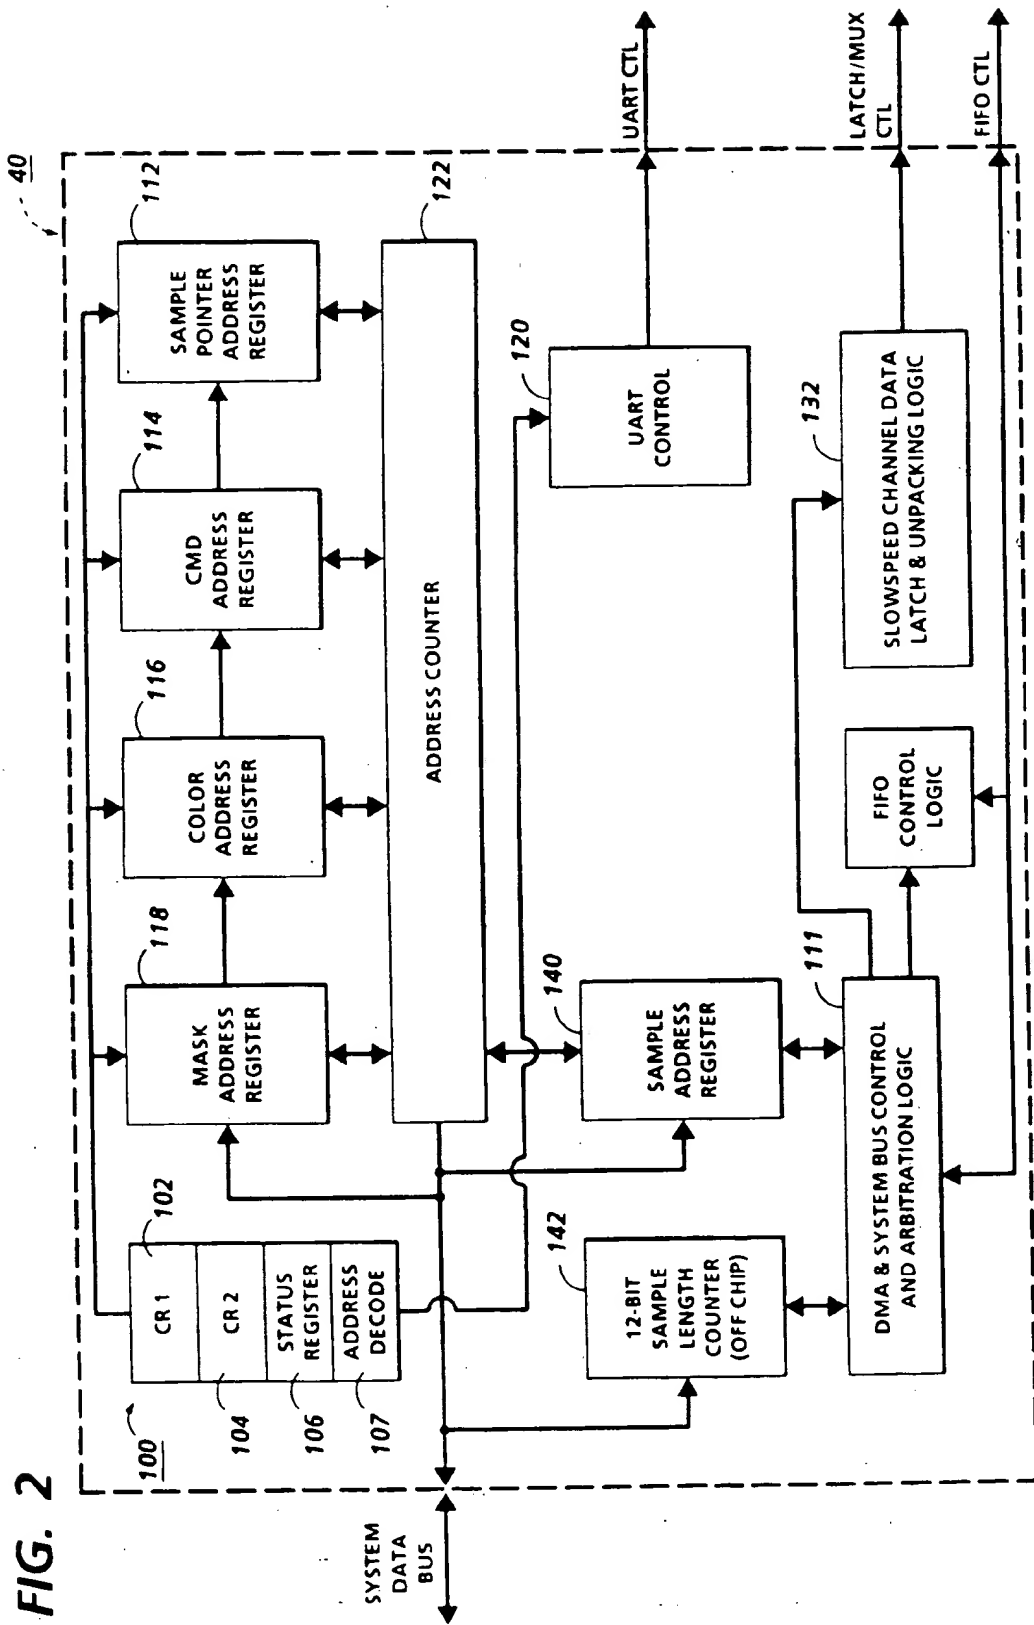 FIG. 2
40
100
CR 1
102
CR 2
104
STATUS
REGISTER
106
ADDRESS
DECODE
107
MASK
ADDRESS
REGISTER
118
COLOR
ADDRESS
REGISTER
116
CMD
ADDRESS
REGISTER
114
SAMPLE
POINTER
ADDRESS
REGISTER
112
ADDRESS COUNTER
122
SYSTEM
DATA
BUS
12-BIT
SAMPLE
LENGTH
COUNTER
(OFF CHIP)
142
SAMPLE
ADDRESS
REGISTER
140
UART
CONTROL
120
UART CTL
DMA & SYSTEM BUS CONTROL
AND ARBITRATION LOGIC
111
FIFO
CONTROL
LOGIC
SLOWSPEED CHANNEL DATA
LATCH & UNPACKING LOGIC
132
LATCH/MUX
CTL
FIFO CTL